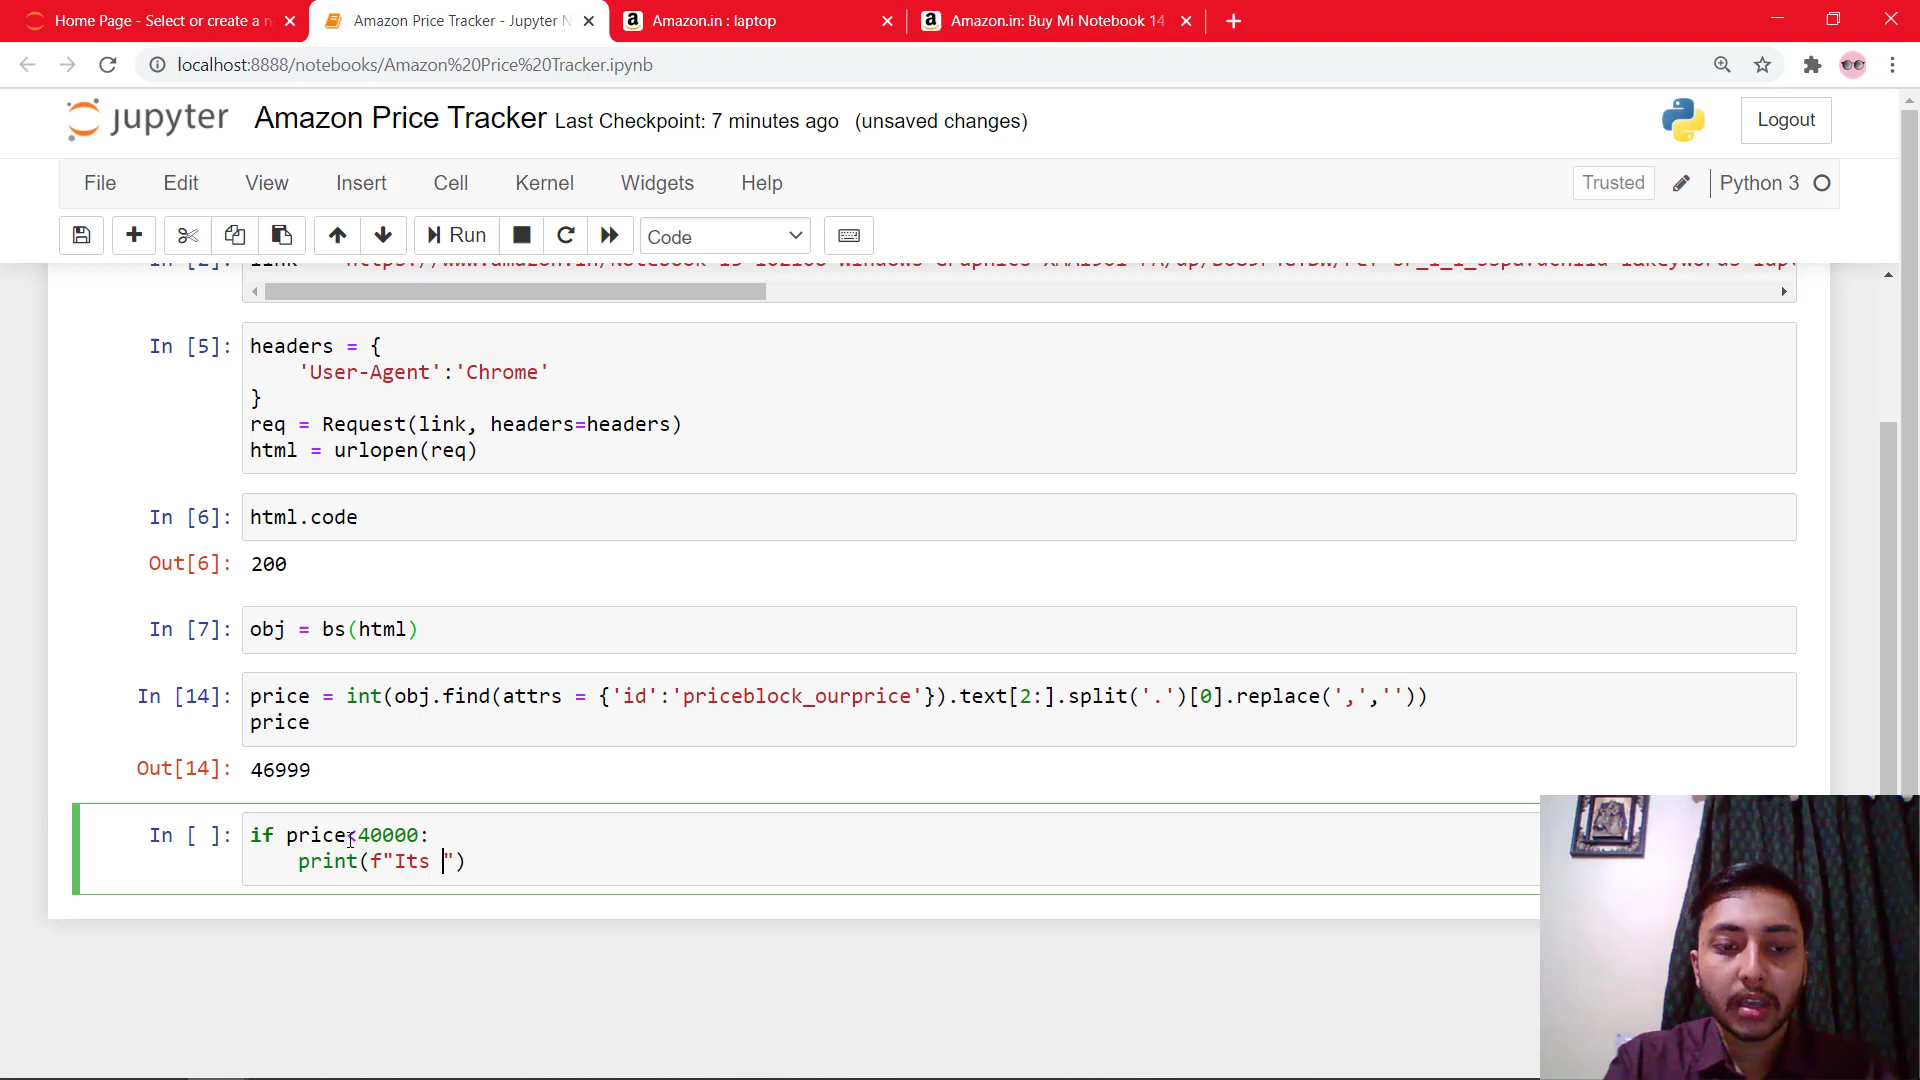 Home Page - Select or create a n
Amazon Price Tracker - Jupyter N
Amazon.in : laptop
Amazon.in: Buy Mi Notebook 14
localhost:8888/notebooks/Amazon%20Price%20Tracker.ipynb
jupyter Amazon Price Tracker Last Checkpoint: 7 minutes ago (unsaved changes)
Logout
File Edit View Insert Cell Kernel Widgets Help
Trusted
Python 3
Run
Code
In [5]: headers = {
'User-Agent':'Chrome'
}
req = Request(link, headers=headers)
html = urlopen(req)
In [6]: html.code
Out[6]: 200
In [7]: obj = bs(html)
In [14]: price = int(obj.find(attrs = {'id':'priceblock_ourprice'}).text[2:].split('.')[0].replace(',',''))
price
Out[14]: 46999
In [ ]: if price<40000:
print(f"Its ")